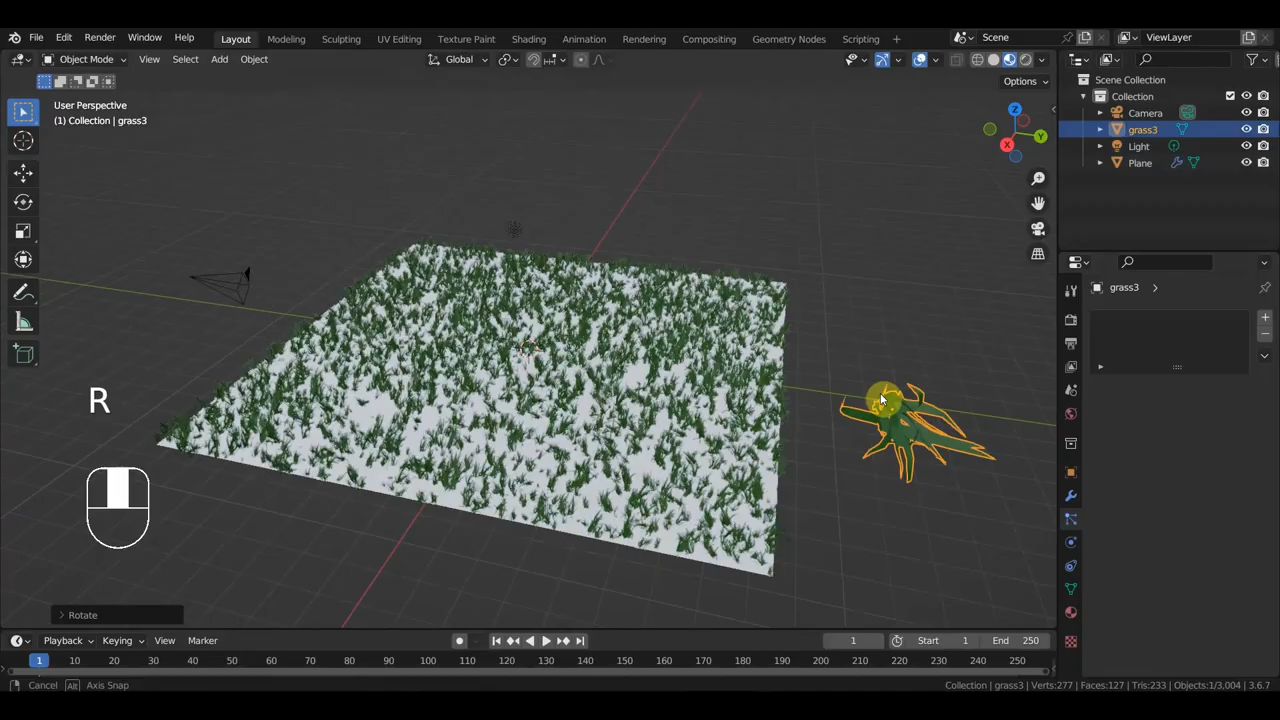 File Edit Render Window Help Layout Modeling Sculpting UV Editing Texture Paint Shading Animation Rendering Compositing Geometry Nodes Scripting + Scene ViewLayer
Object Mode View Select Add Object Global
Options
User Perspective
(1) Collection | grass3
Z
Y
X
Scene Collection
Collection
Camera
grass3
Light
Plane
grass3
R
Rotate
Playback Keying View Marker 1 Start 1 End 250
1 10 20 30 40 50 60 70 80 90 100 110 120 130 140 150 160 170 180 190 200 210 220 230 240 250
Cancel Alt Axis Snap Collection | grass3 | Verts:277 | Faces:127 | Tris:233 | Objects:1/3,004 | 3.6.7